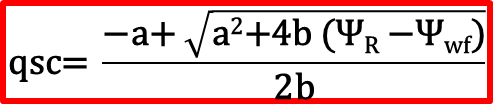 qsc= −a+ √a²+4b (Ψ_R −Ψ_wf) / 2b